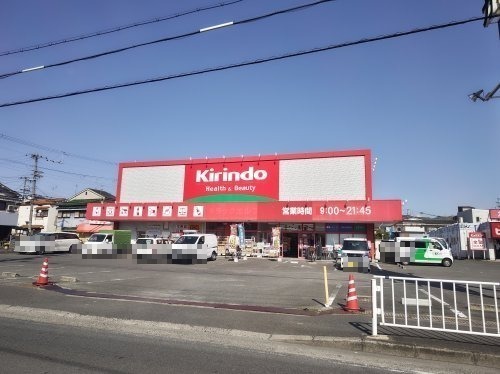 Kirindo
Health & Beauty
営業時間 9:00~21:45